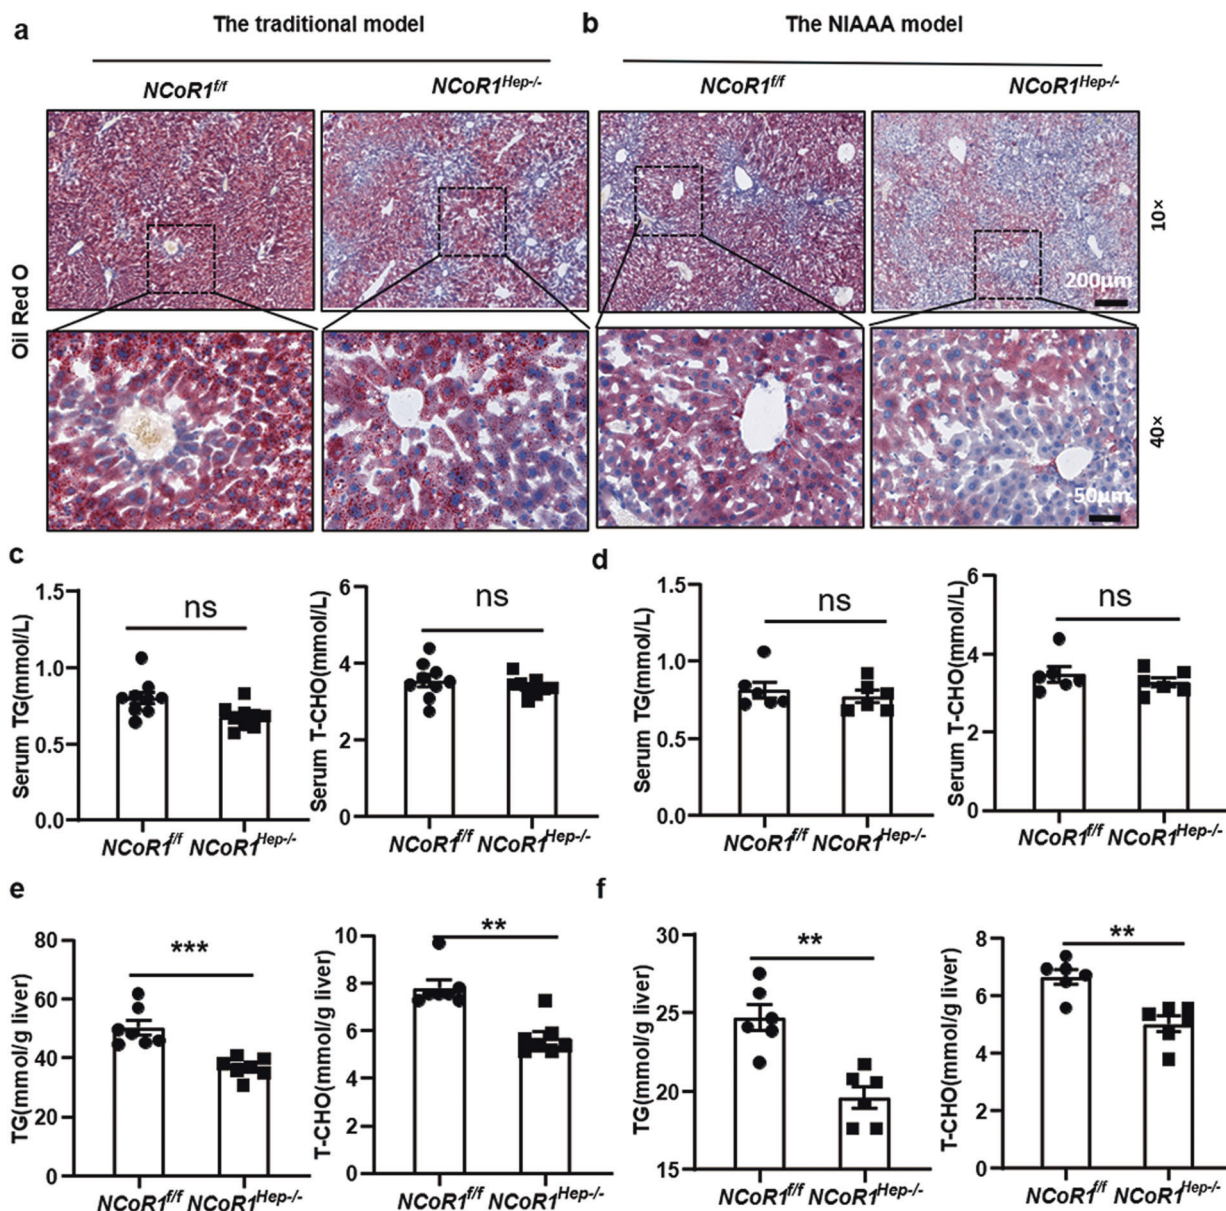 a
The traditional model
b
The NIAAA model
NCoR1f/f
NCoR1Hep-/-
NCoR1f/f
NCoR1Hep-/-
Oil Red O
10×
200μm
40×
50μm
c
Serum TG(mmol/L)
1.5
1.0
0.5
0.0
ns
NCoR1f/f NCoR1Hep-/-
Serum T-CHO(mmol/L)
6
4
2
0
ns
NCoR1f/f NCoR1Hep-/-
d
Serum TG(mmol/L)
1.5
1.0
0.5
0.0
ns
NCoR1f/f NCoR1Hep-/-
Serum T-CHO(mmol/L)
6
4
2
0
ns
NCoR1f/f NCoR1Hep-/-
e
TG(mmol/g liver)
80
60
40
20
0
***
NCoR1f/f NCoR1Hep-/-
T-CHO(mmol/g liver)
10
8
6
4
2
0
**
NCoR1f/f NCoR1Hep-/-
f
TG(mmol/g liver)
30
25
20
15
**
NCoR1f/f NCoR1Hep-/-
T-CHO(mmol/g liver)
8
6
4
2
0
**
NCoR1f/f NCoR1Hep-/-